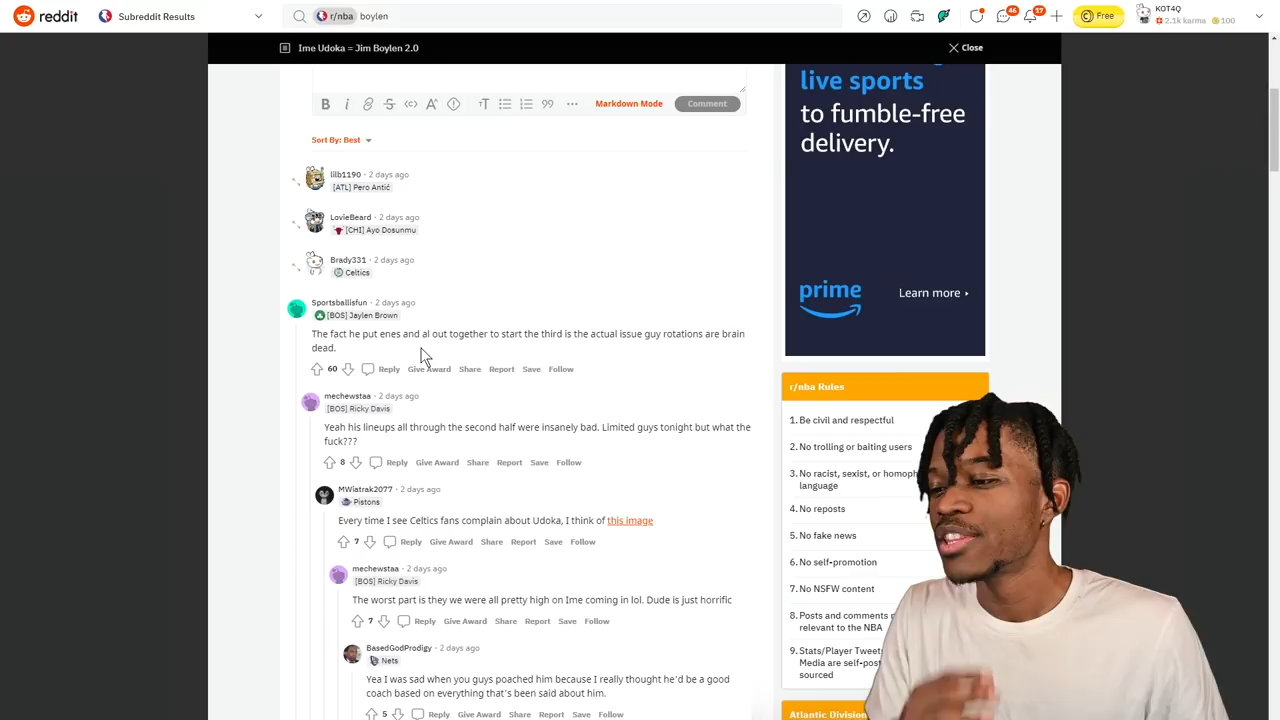 reddit
Subreddit Results
r/nba boylen
46
17
Free
KOT4Q
2.1k karma
100
Ime Udoka = Jim Boylen 2.0
Close
live sports
to fumble-free
delivery.
B i
Markdown Mode
Comment
Sort By: Best
lilb1190 · 2 days ago
[ATL] Pero Antić
LovieBeard · 2 days ago
[CHI] Ayo Dosunmu
Brady331 · 2 days ago
Celtics
prime
Learn more
Sportsballisfun · 2 days ago
[BOS] Jaylen Brown
The fact he put enes and al out together to start the third is the actual issue guy rotations are brain
dead.
60 Reply Give Award Share Report Save Follow
mechewstaa · 2 days ago
[BOS] Ricky Davis
Yeah his lineups all through the second half were insanely bad. Limited guys tonight but what the
fuck???
8 Reply Give Award Share Report Save Follow
MWiatrak2077 · 2 days ago
Pistons
Every time I see Celtics fans complain about Udoka, I think of this image
7 Reply Give Award Share Report Save Follow
mechewstaa · 2 days ago
[BOS] Ricky Davis
The worst part is they we were all pretty high on Ime coming in lol. Dude is just horrific
7 Reply Give Award Share Report Save Follow
BasedGodProdigy · 2 days ago
Nets
Yea I was sad when you guys poached him because I really thought he'd be a good
coach based on everything that's been said about him.
5 Reply Give Award Share Report Save Follow
r/nba Rules
1. Be civil and respectful
2. No trolling or baiting users
3. No racist, sexist, or homoph
language
4. No reposts
5. No fake news
6. No self-promotion
7. No NSFW content
8. Posts and comments
relevant to the NBA
9. Stats/Player Tweets
Media are self-post
sourced
Atlantic Division